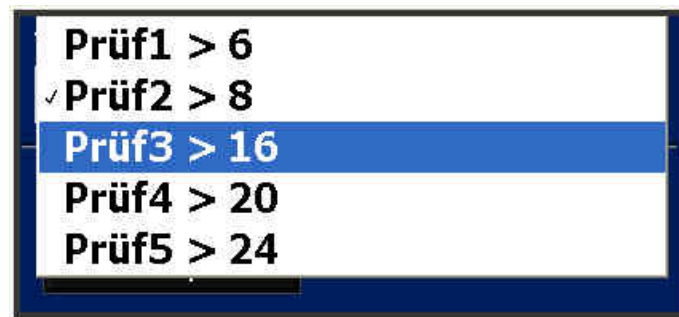 Prüf1 > 6
✓Prüf2 > 8
Prüf3 > 16
Prüf4 > 20
Prüf5 > 24